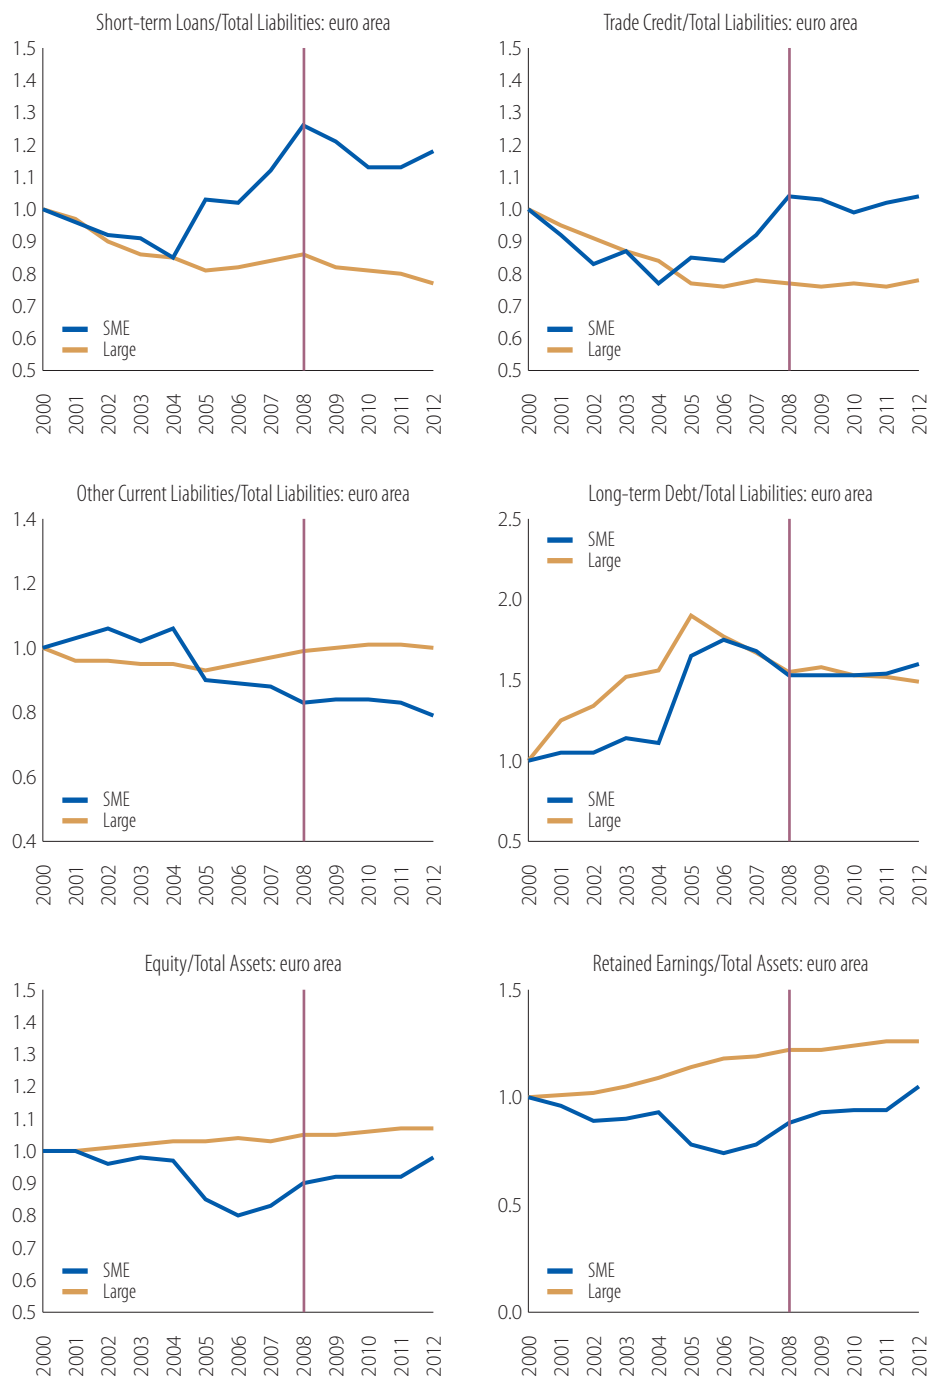 Short-term Loans/Total Liabilities: euro area
1.5
1.4
1.3
1.2
1.1
1.0
0.9
0.8
0.7
0.6
0.5
SME
Large
2000 2001 2002 2003 2004 2005 2006 2007 2008 2009 2010 2011 2012
Trade Credit/Total Liabilities: euro area
1.5
1.4
1.3
1.2
1.1
1.0
0.9
0.8
0.7
0.6
0.5
SME
Large
2000 2001 2002 2003 2004 2005 2006 2007 2008 2009 2010 2011 2012
Other Current Liabilities/Total Liabilities: euro area
1.4
1.2
1.0
0.8
0.6
0.4
SME
Large
2000 2001 2002 2003 2004 2005 2006 2007 2008 2009 2010 2011 2012
Long-term Debt/Total Liabilities: euro area
2.5
2.0
1.5
1.0
0.5
SME
Large
SME
Large
2000 2001 2002 2003 2004 2005 2006 2007 2008 2009 2010 2011 2012
Equity/Total Assets: euro area
1.5
1.4
1.3
1.2
1.1
1.0
0.9
0.8
0.7
0.6
0.5
SME
Large
2000 2001 2002 2003 2004 2005 2006 2007 2008 2009 2010 2011 2012
Retained Earnings/Total Assets: euro area
1.5
1.0
0.5
0.0
SME
Large
2000 2001 2002 2003 2004 2005 2006 2007 2008 2009 2010 2011 2012